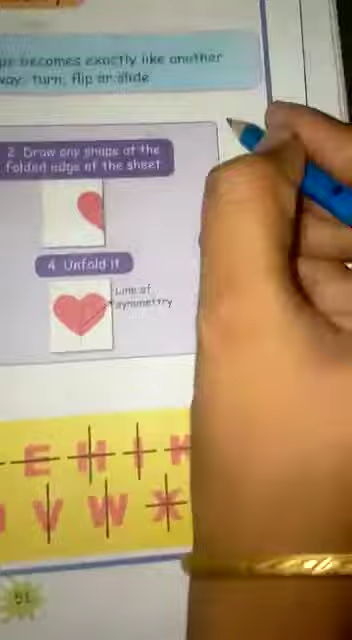 becomes exactly like another
way: turn, flip or slide
2. Draw any shape at the
folded edge of the sheet
4. Unfold it
Line of
symmetry
E H I K
V W X
51